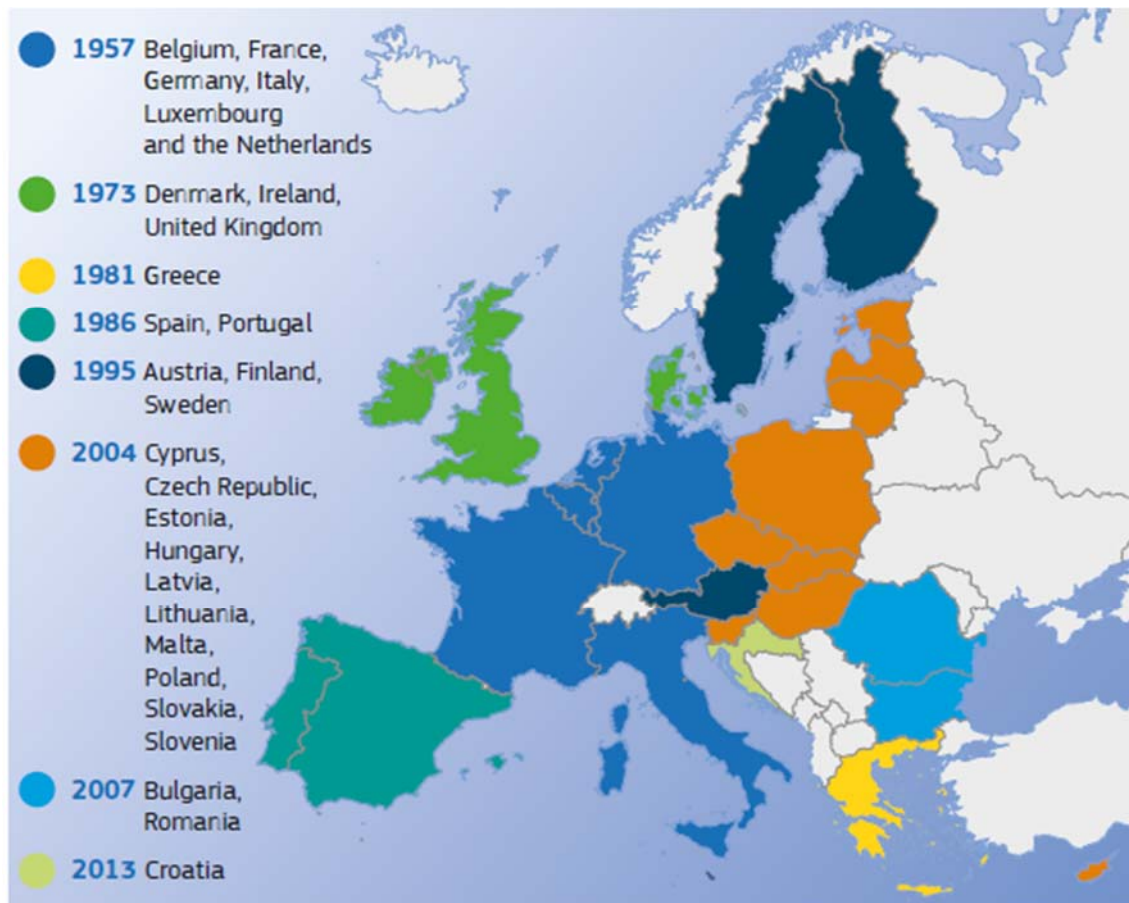 1957 Belgium, France,
Germany, Italy,
Luxembourg
and the Netherlands
1973 Denmark, Ireland,
United Kingdom
1981 Greece
1986 Spain, Portugal
1995 Austria, Finland,
Sweden
2004 Cyprus,
Czech Republic,
Estonia,
Hungary,
Latvia,
Lithuania,
Malta,
Poland,
Slovakia,
Slovenia
2007 Bulgaria,
Romania
2013 Croatia